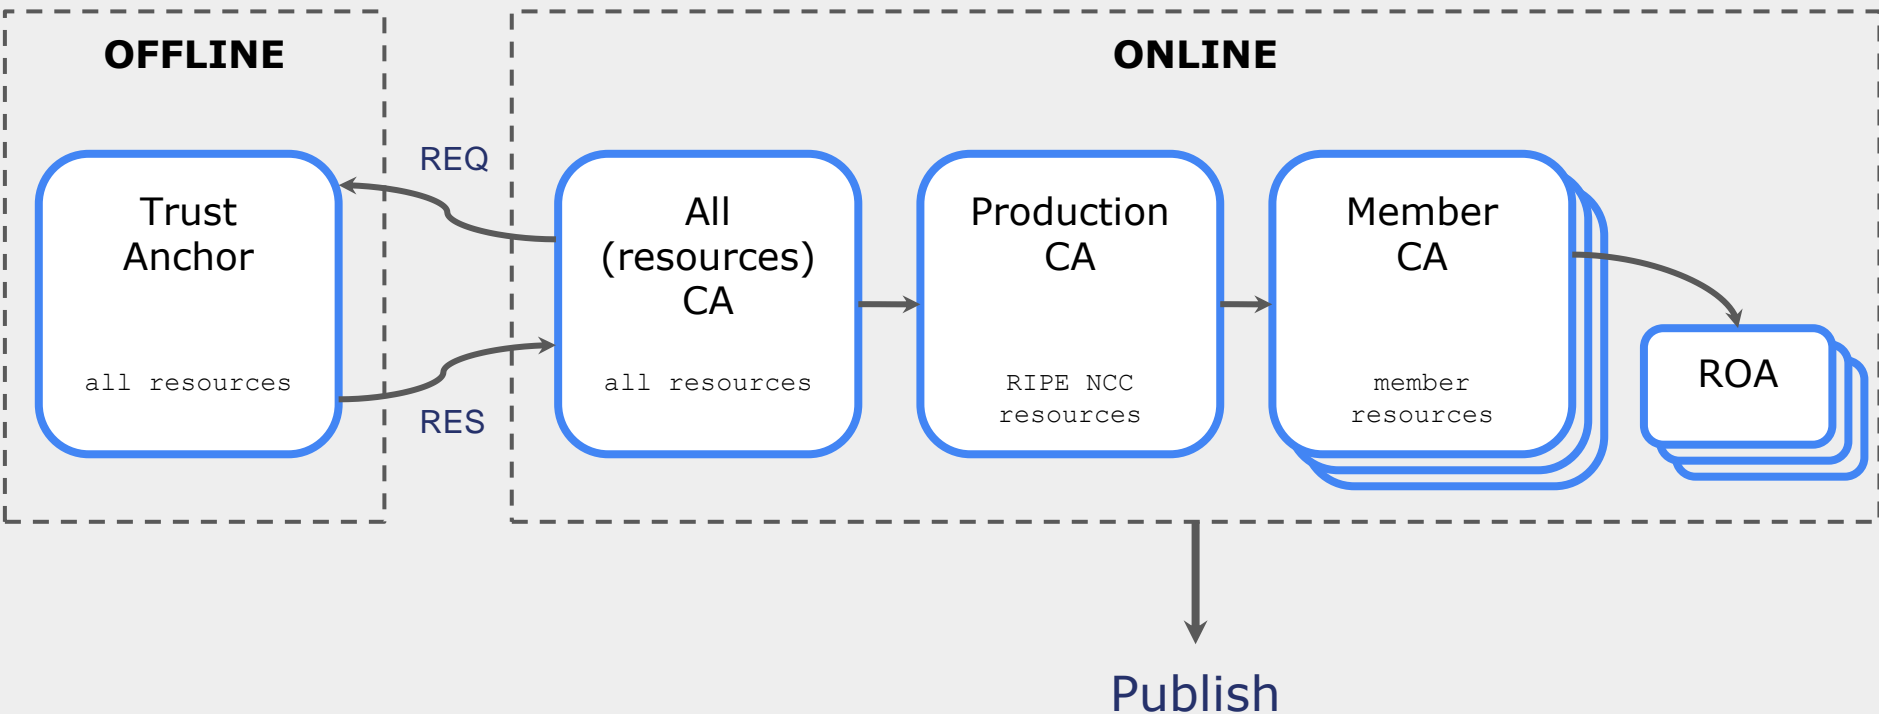 OFFLINE
ONLINE
REQ
Trust
Anchor
all resources
RES
All
(resources)
CA
all resources
Production
CA
RIPE NCC
resources
Member
CA
member
resources
ROA
Publish